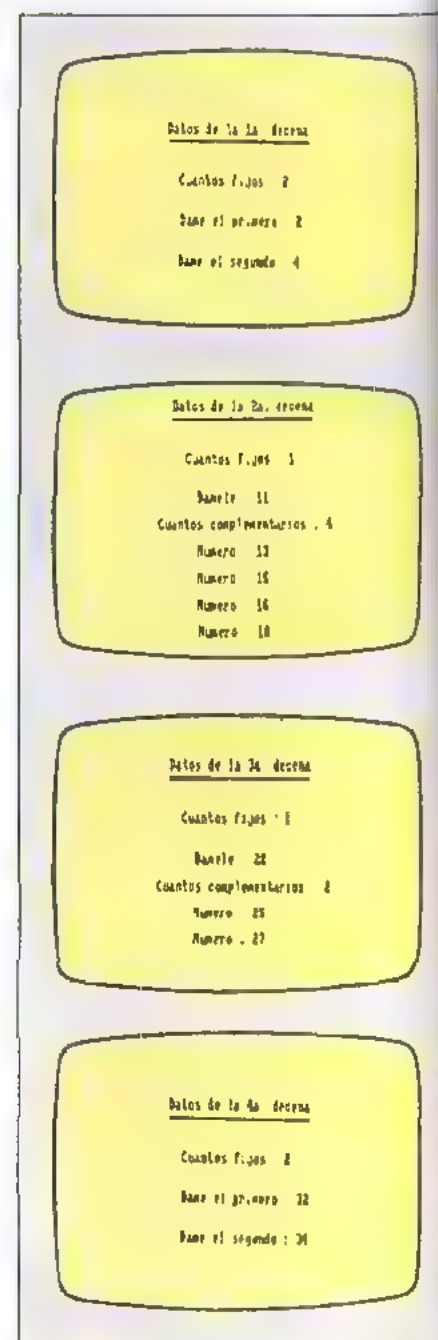 Datos de la 1a. decena
Cuantos fijos 2
Dame el primero 2
Dame el segundo 4
Datos de la 2a. decena
Cuantos fijos 1
Damelo 11
Cuantos complementarios . 4
Numero 13
Numero 15
Numero 16
Numero 18
Datos de la 3a decena
Cuantos fijos : 1
Damelo 22
Cuantos complementarios 2
Numero 25
Numero . 27
Datos de la 4a decena
Cuantos fijos 2
Dame el primero 32
Dame el segundo :